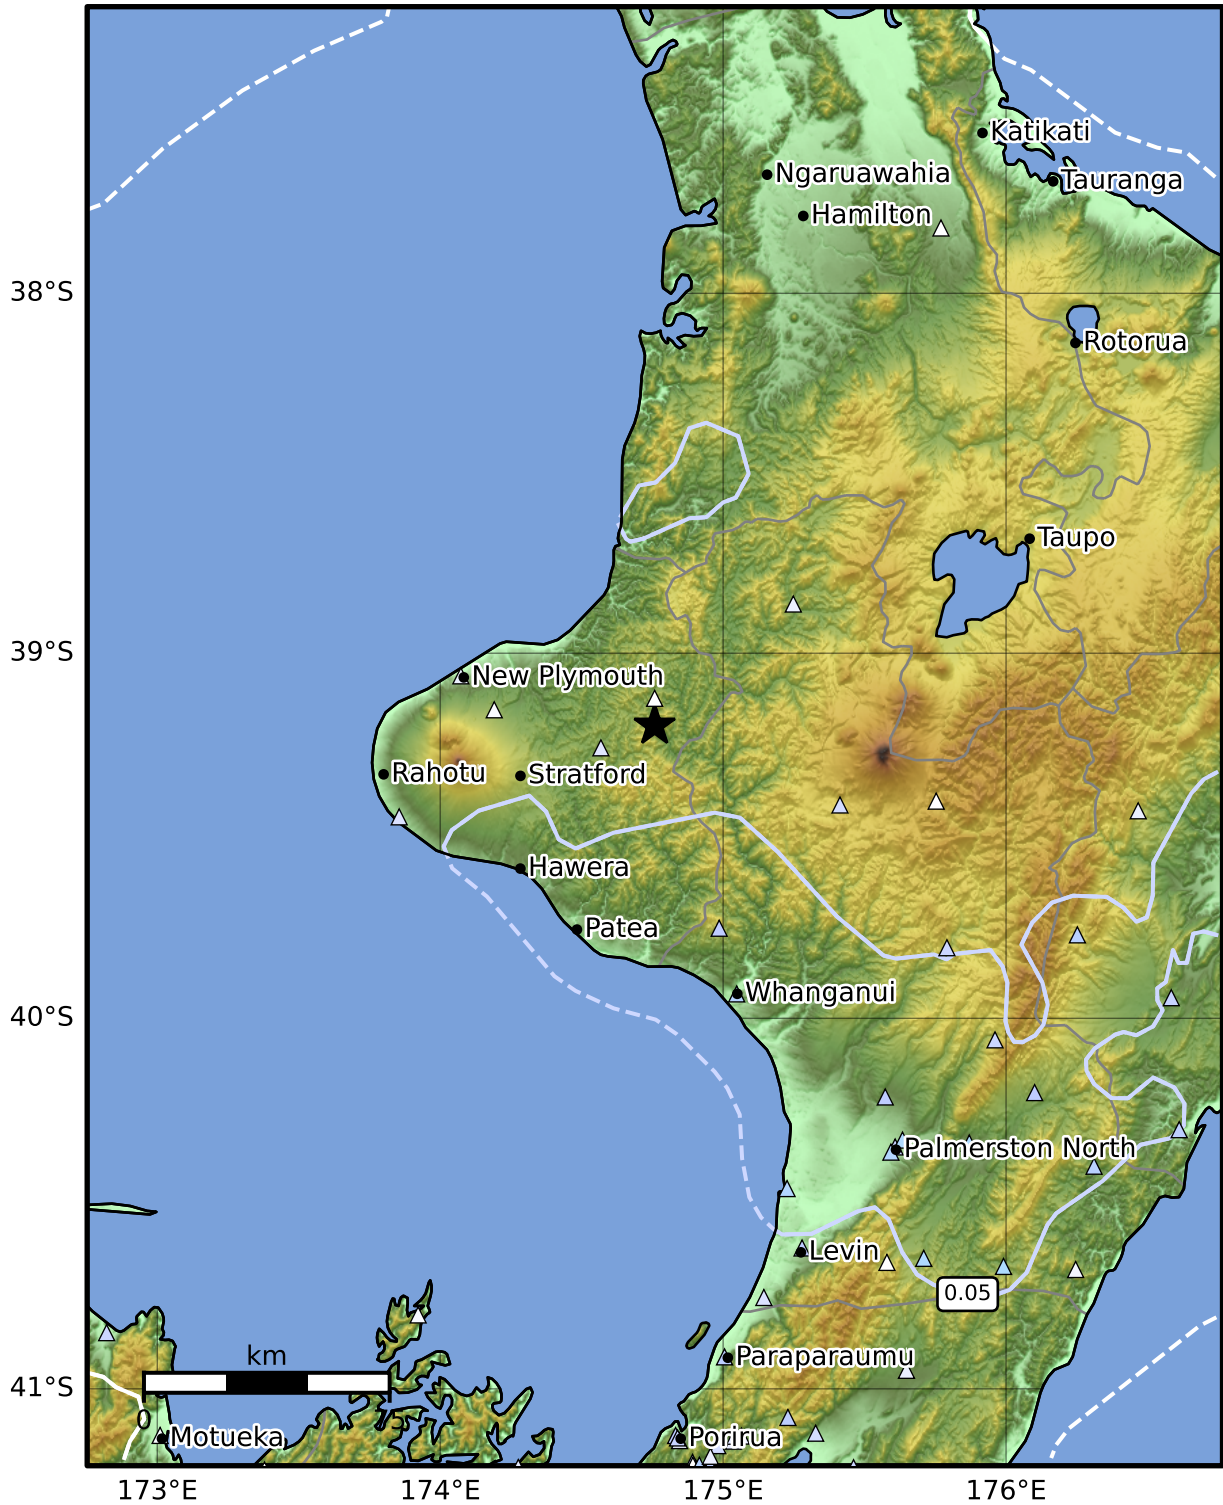 Katikati
Ngaruawahia
Tauranga
Hamilton
38°S
Rotorua
Taupo
39°S
New Plymouth
Rahotu
Stratford
Hawera
Patea
Whanganui
40°S
Palmerston North
Levin
0.05
km
Paraparaumu
41°S
0
Motueka
Porirua
173°E
174°E
175°E
176°E